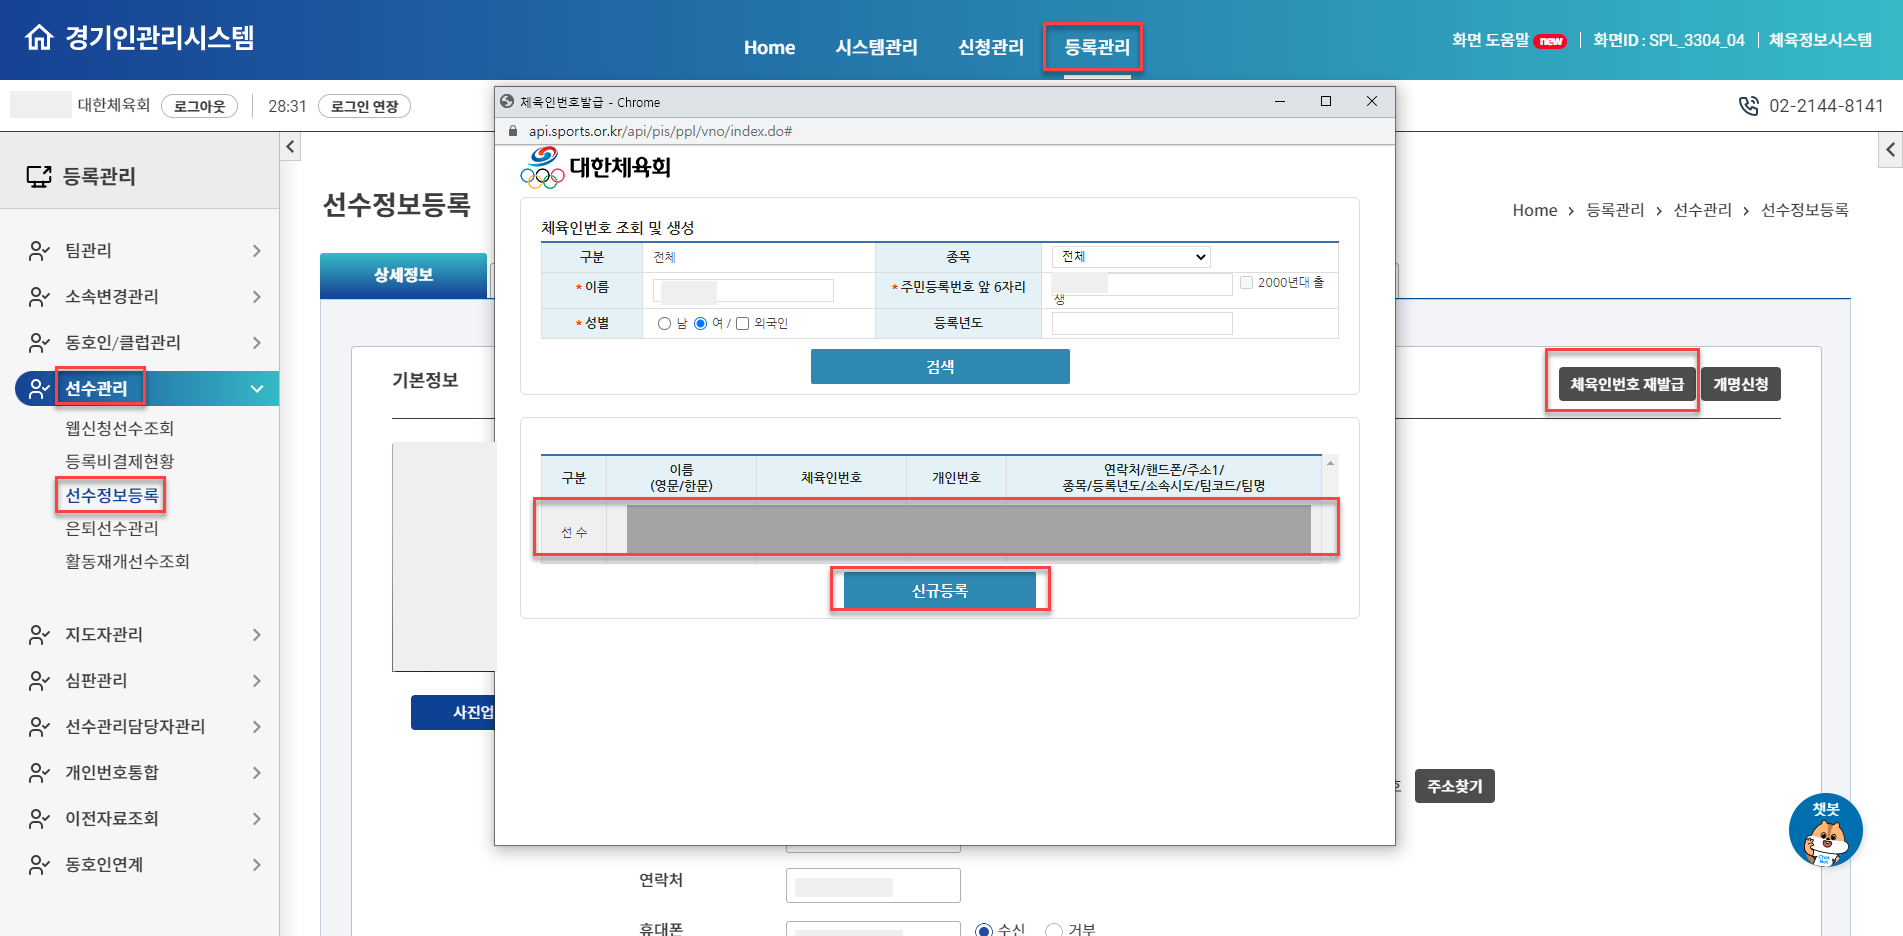 경기인관리시스템
Home 시스템관리 신청관리 등록관리
화면 도움말 new 화면ID : SPL_3304_04 체육정보시스템
대한체육회 로그아웃 28:31 로그인 연장
02-2144-8141
등록관리
팀관리
소속변경관리
동호인/클럽관리
선수관리
웹신청선수조회
등록비결제현황
선수정보등록
은퇴선수관리
활동재개선수조회
지도자관리
심판관리
선수관리담당자관리
개인번호통합
이전자료조회
동호인연계
선수정보등록
Home > 등록관리 > 선수관리 > 선수정보등록
상세정보
기본정보
체육인번호 재발급 개명신청
사진업
체육인번호발급 - Chrome
api.sports.or.kr/api/pis/ppl/vno/index.do#
대한체육회
체육인번호 조회 및 생성
구분 전체 종목 전체
* 이름 * 주민등록번호 앞 6자리 2000년대 출
생
* 성별 남 여 / 외국인 등록년도
검색
구분 이름
(영문/한문) 체육인번호 개인번호 연락처/핸드폰/주소1/
종목/등록년도/소속시도/팀코드/팀명
선 수
신규등록
주소찾기
챗봇
Chat
Bot
연락처
휴대폰 수신 거부